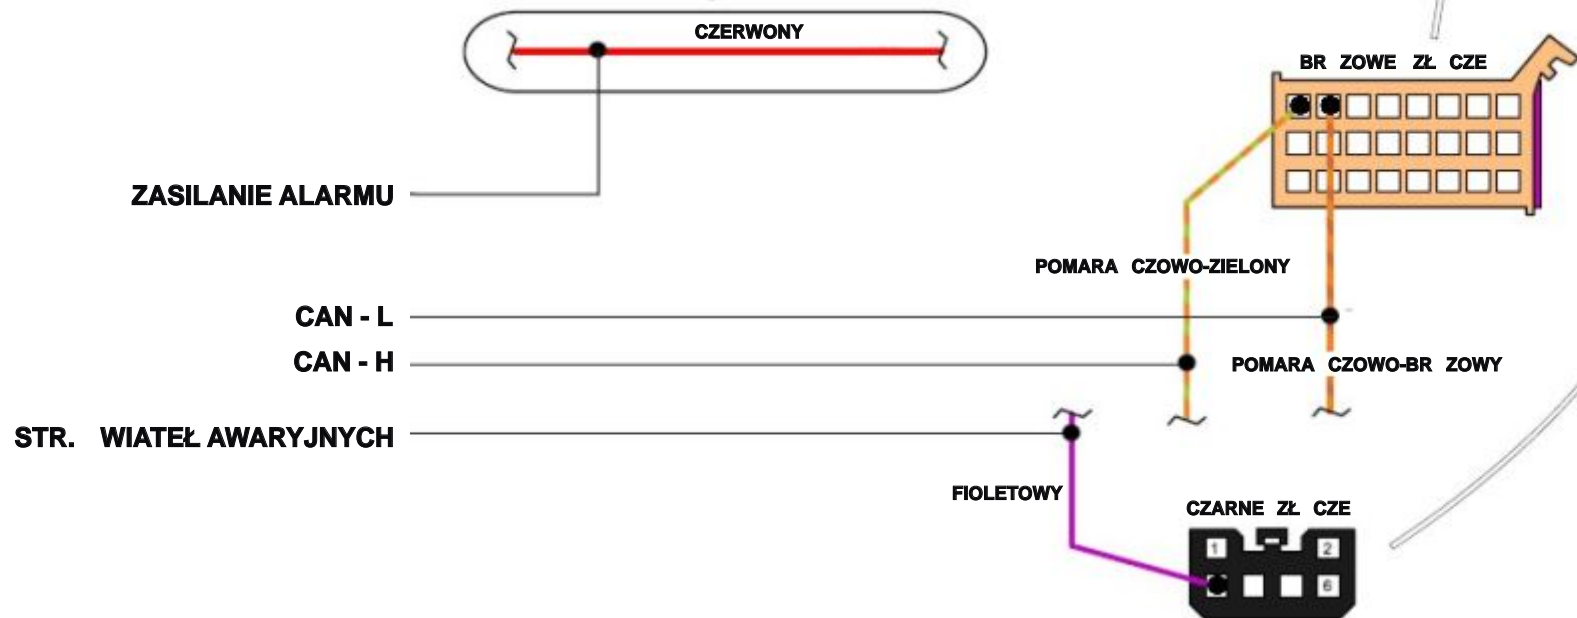 CZERWONY
BR ZOWE ZŁ CZE
ZASILANIE ALARMU
POMARA CZOWO-ZIELONY
CAN - L
CAN - H
POMARA CZOWO-BR ZOWY
STR. WIATEŁ AWARYJNYCH
FIOLETOWY
CZARNE ZŁ CZE
1 2
6